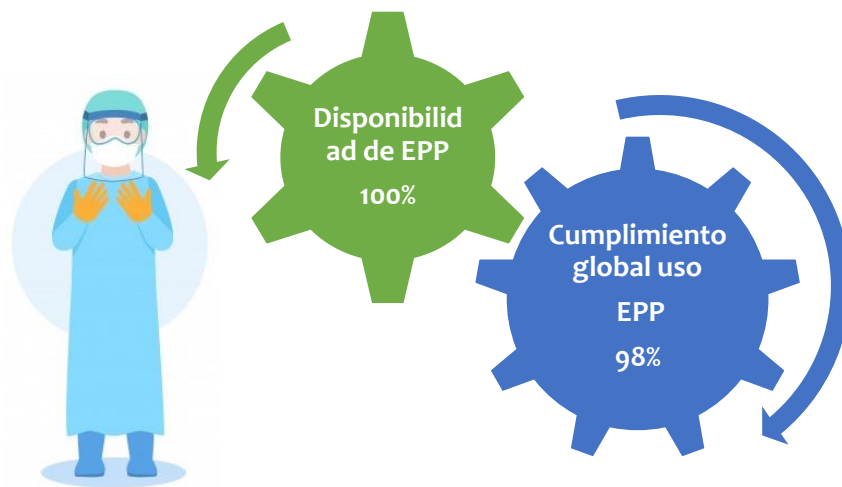 Disponibilid
ad de EPP
100%
Cumplimiento
global uso
EPP
98%